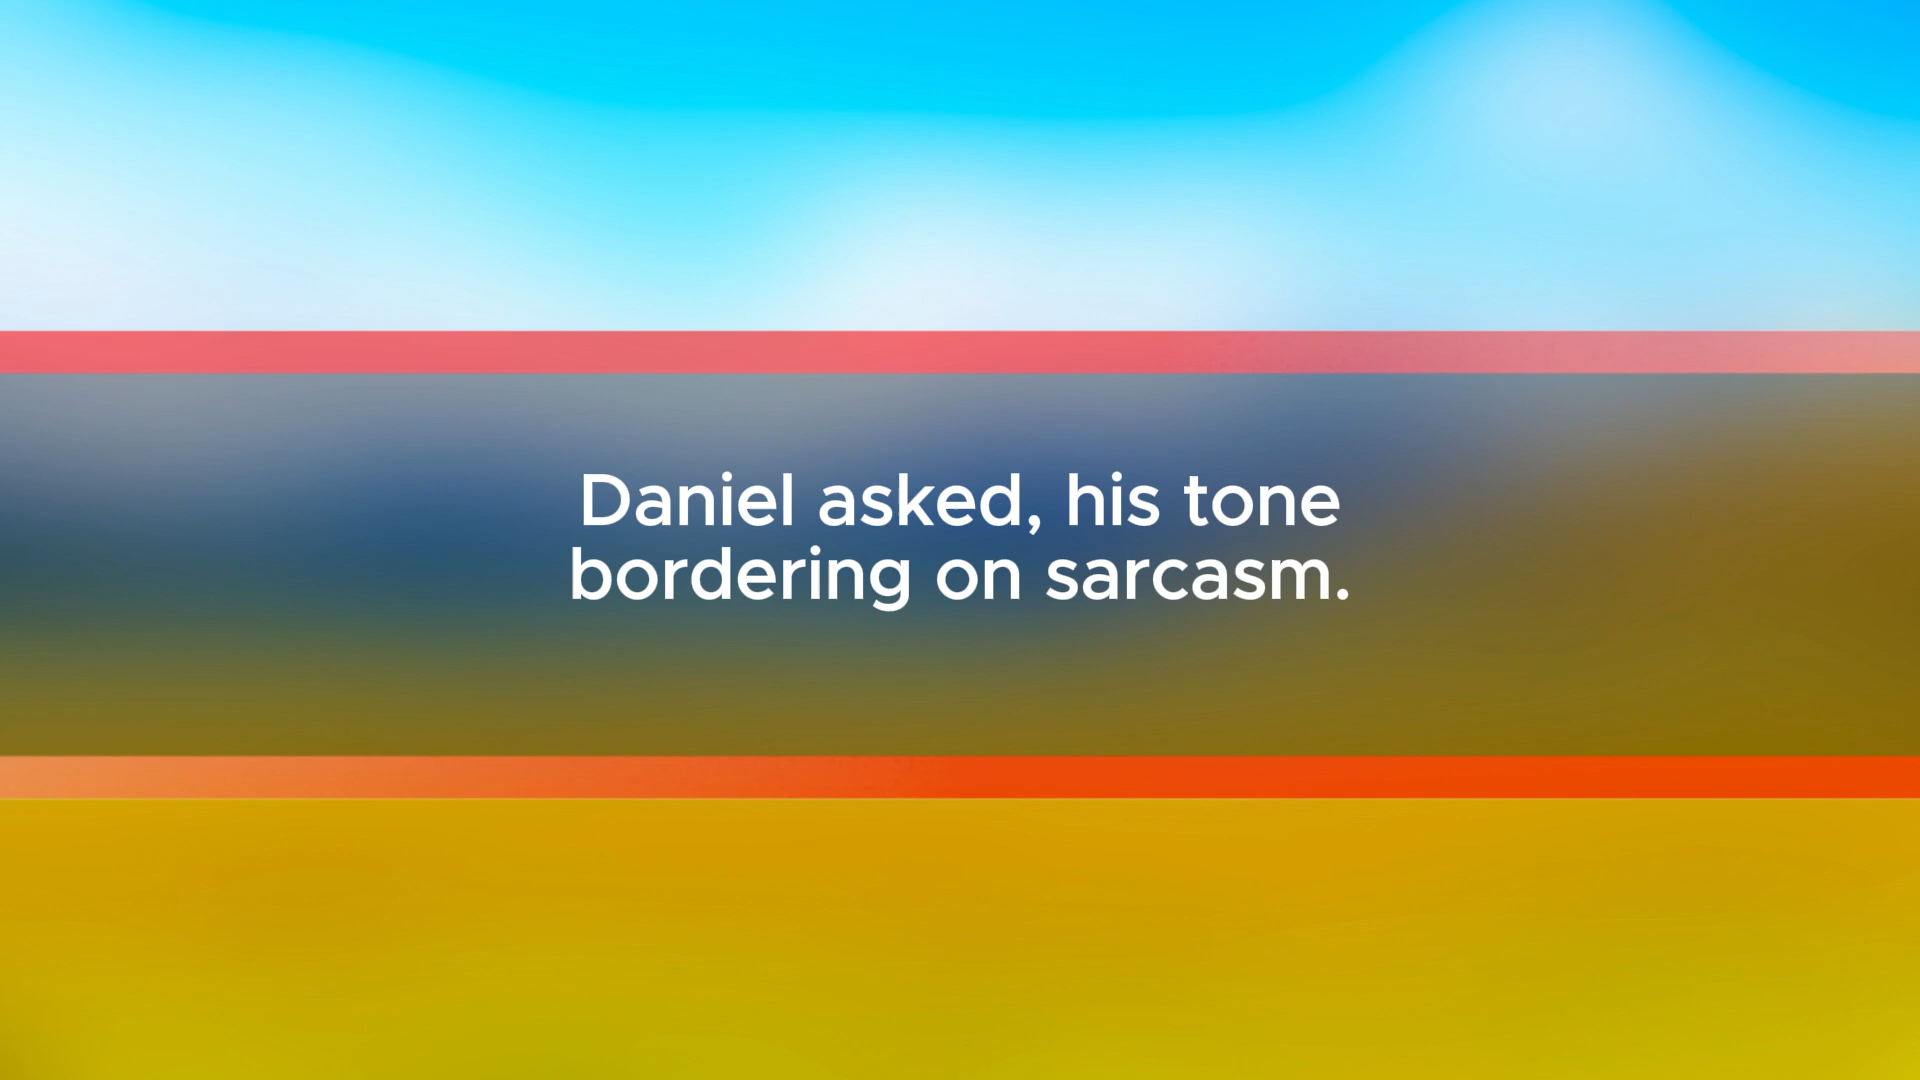 Daniel asked, his tone
bordering on sarcasm.